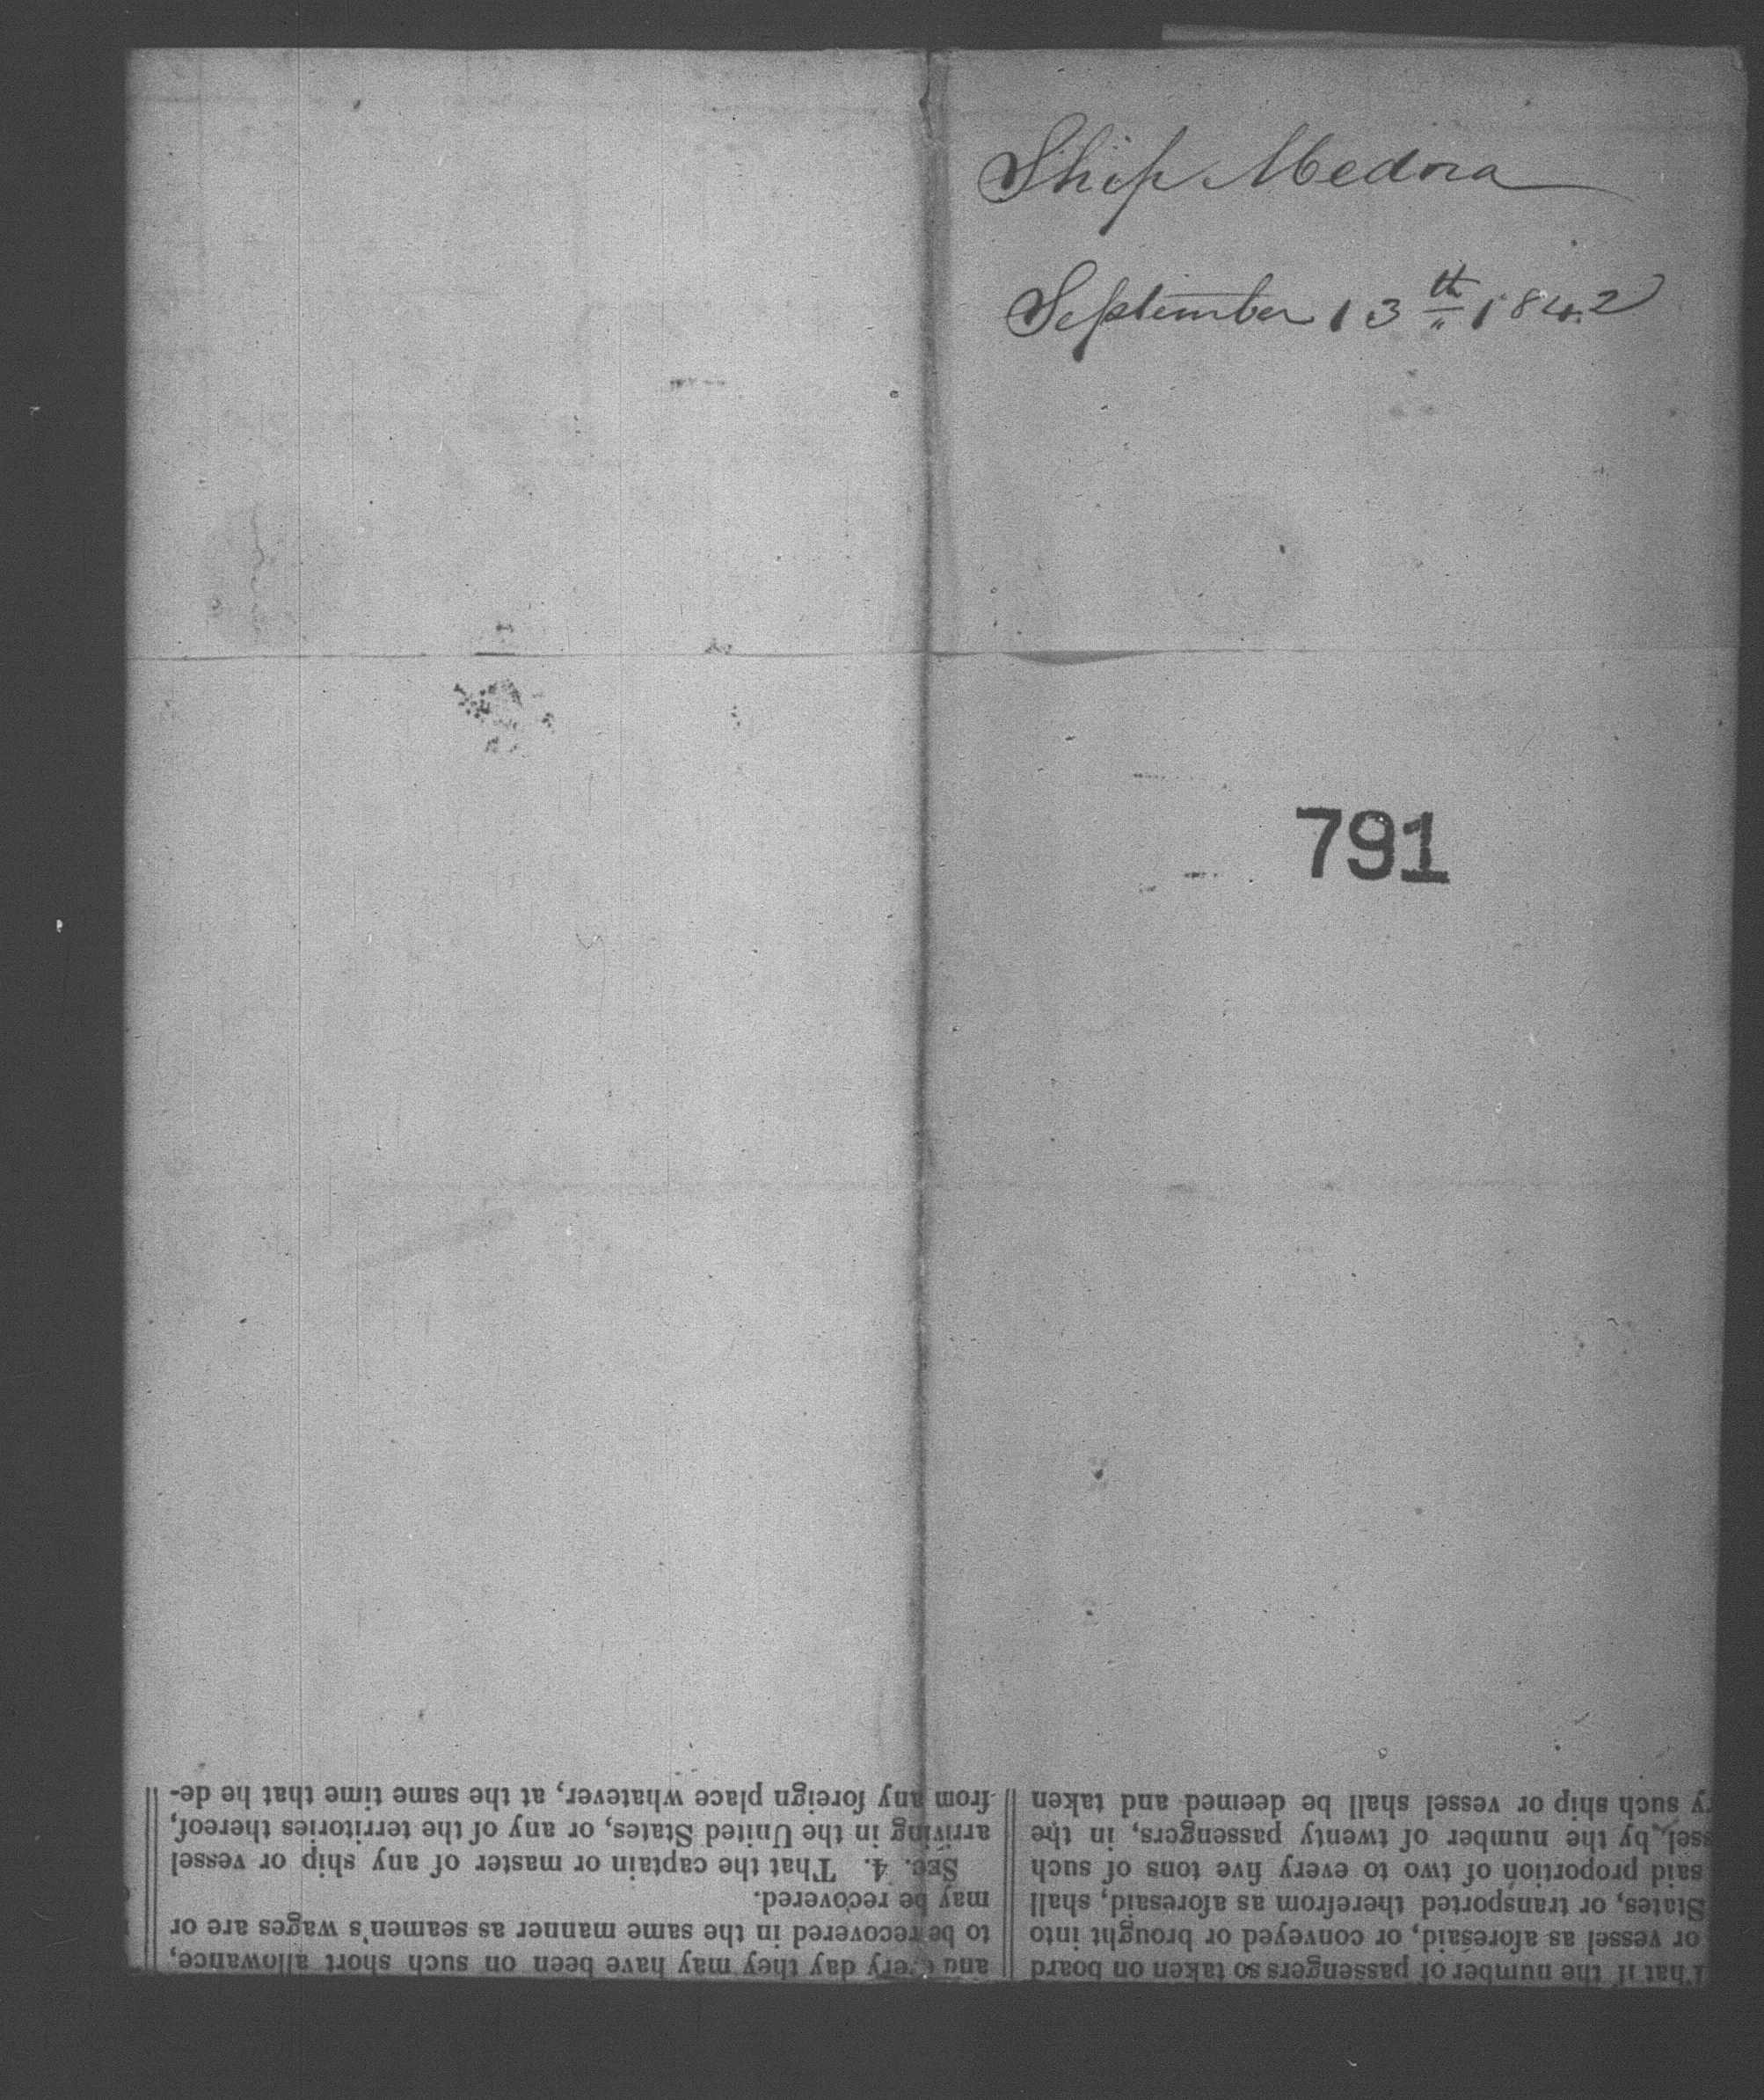 Ship Medora
September 13th 1842
791
That if the number of passengers so taken on board
or vessel as aforesaid, or conveyed or brought into
States, or transported therefrom as aforesaid, shall
said proportion of two to every five tons of such
by the number of twenty passengers, in the
such ship or vessel shall be deemed and taken
and every day they may have been on such short allowance,
to be recovered in the same manner as seamen's wages are or
may be recovered.
Sec. 4. That the captain or master of any ship or vessel
arriving in the United States, or any of the territories thereof,
from any foreign place whatever, at the same time that he de-